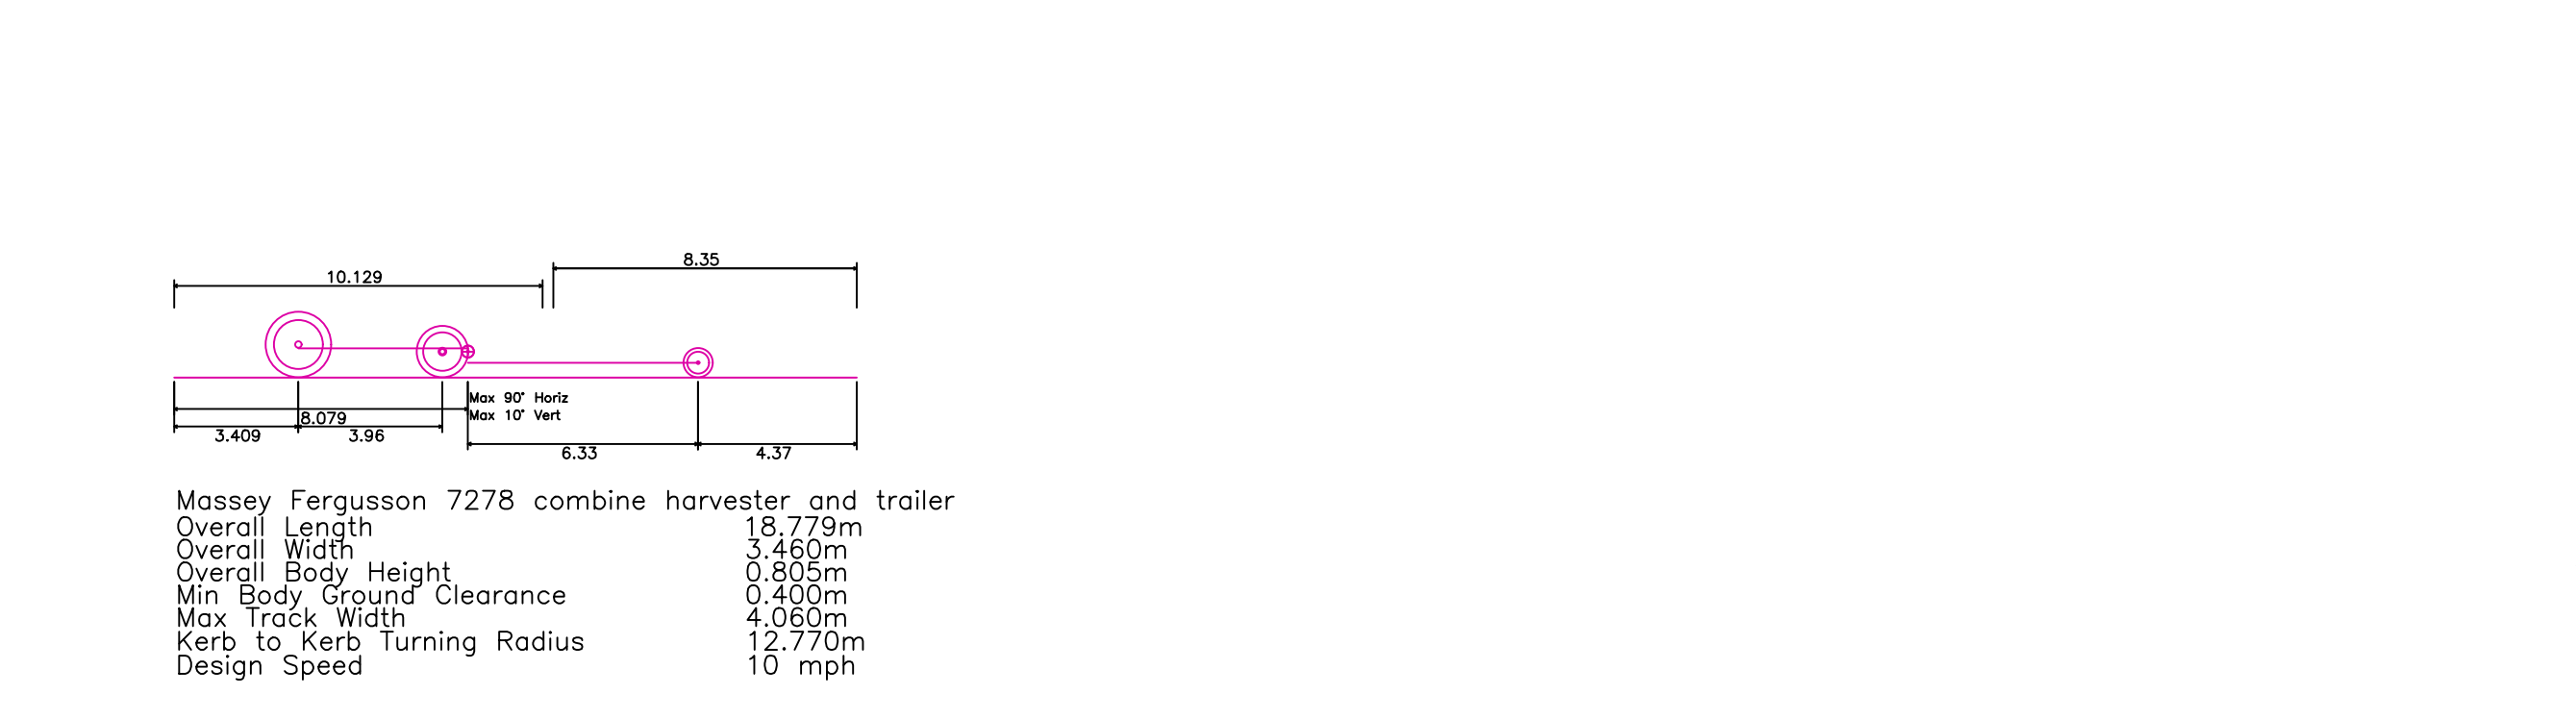 8.35
10.129
Max 90° Horiz
8.079 Max 10° Vert
3.409 3.96
6.33 4.37
Massey Fergusson 7278 combine harvester and trailer
Overall Length 18.779m
Overall Width 3.460m
Overall Body Height 0.805m
Min Body Ground Clearance 0.400m
Max Track Width 4.060m
Kerb to Kerb Turning Radius 12.770m
Design Speed 10 mph